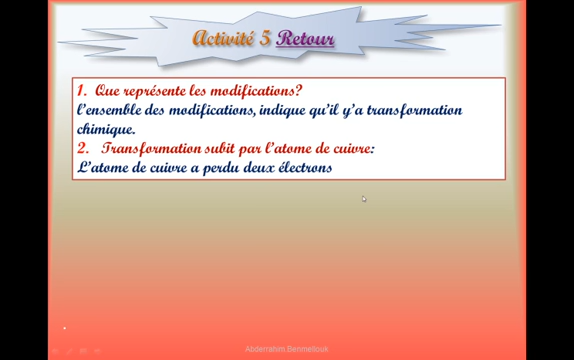 Activité 5 Retour
1. Que représente les modifications?
l'ensemble des modifications, indique qu'il y'a transformation
chimique.
2. Transformation subit par l'atome de cuivre:
L'atome de cuivre a perdu deux électrons
Abderrahim Benmellouk